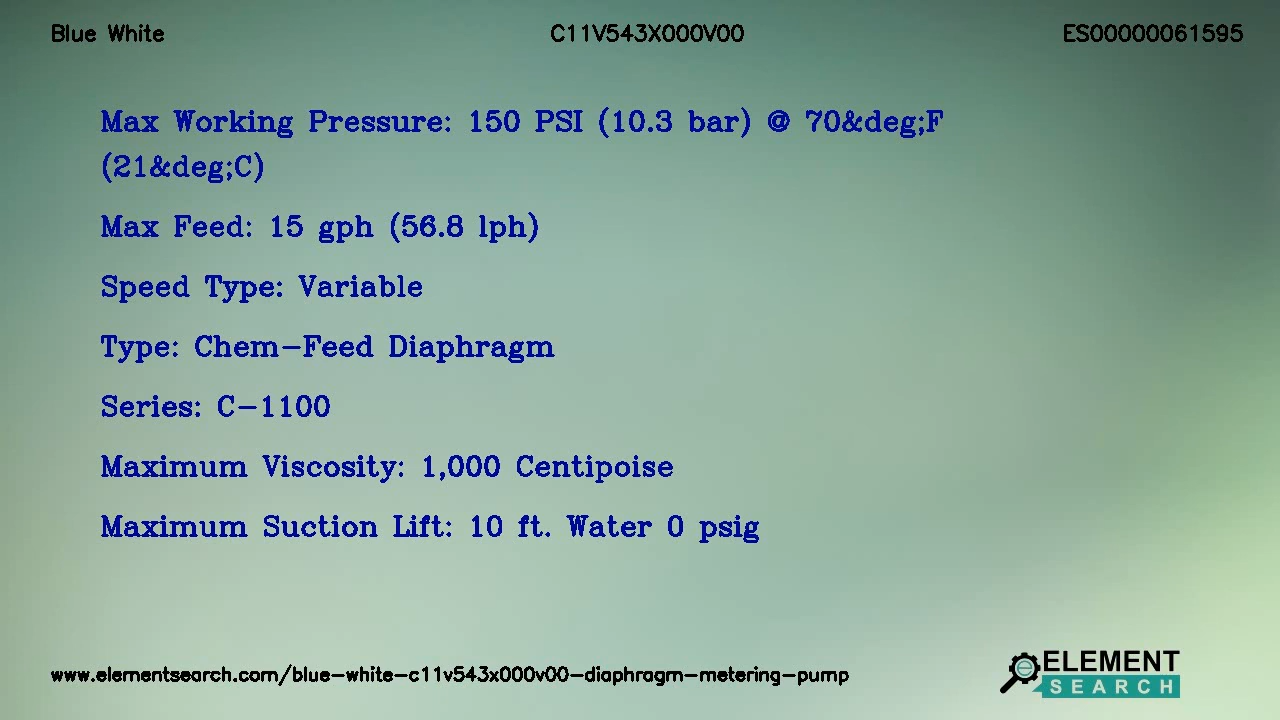 Blue White C11V543X000V00 ES00000061595
Max Working Pressure: 150 PSI (10.3 bar) @ 70&deg;F
(21&deg;C)
Max Feed: 15 gph (56.8 lph)
Speed Type: Variable
Type: Chem-Feed Diaphragm
Series: C-1100
Maximum Viscosity: 1,000 Centipoise
Maximum Suction Lift: 10 ft. Water 0 psig
www.elementsearch.com/blue-white-c11v543x000v00-diaphragm-metering-pump
ELEMENT
SEARCH